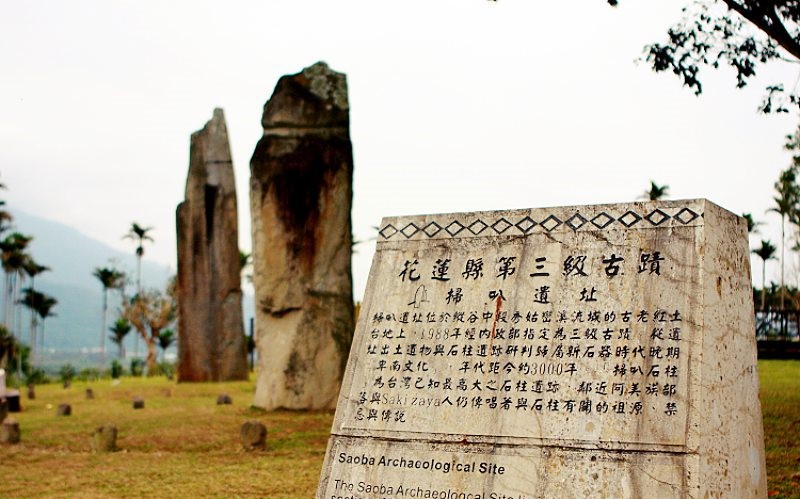 花蓮縣第三級古蹟
掃叭遺址
掃叭遺址位於縱谷中段秀姑巒溪流域的古老紅土
台地上，1988年經內政部指定為三級古蹟。從遺
址出土遺物與石柱遺跡研判歸屬新石器時代晚期
卑南文化，年代距今約3000年。掃叭石柱
為台灣已知最高大之石柱遺跡，鄰近阿美族部
落與Sakizaya人仍傳唱著與石柱有關的祖源、禁
忌與傳說
Saoba Archaeological Site
The Saoba Archaeological Site